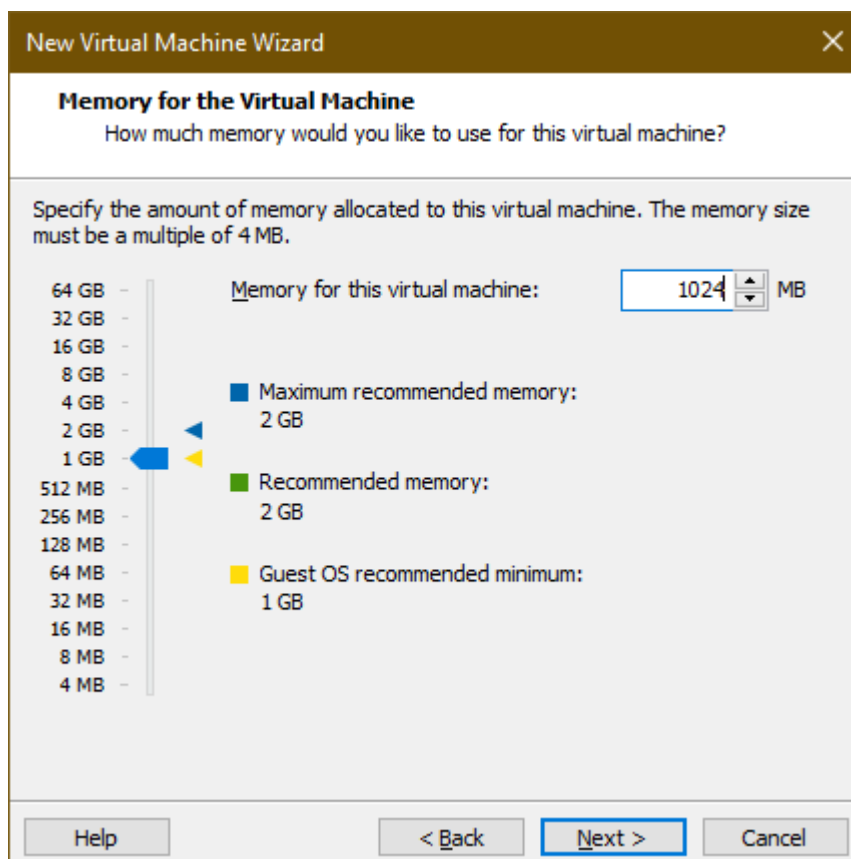 New Virtual Machine Wizard
Memory for the Virtual Machine
How much memory would you like to use for this virtual machine?
Specify the amount of memory allocated to this virtual machine. The memory size
must be a multiple of 4 MB.
Memory for this virtual machine: 1024 MB
64 GB
32 GB
16 GB
8 GB
4 GB
2 GB
1 GB
512 MB
256 MB
128 MB
64 MB
32 MB
16 MB
8 MB
4 MB
Maximum recommended memory:
2 GB
Recommended memory:
2 GB
Guest OS recommended minimum:
1 GB
Help
< Back
Next >
Cancel